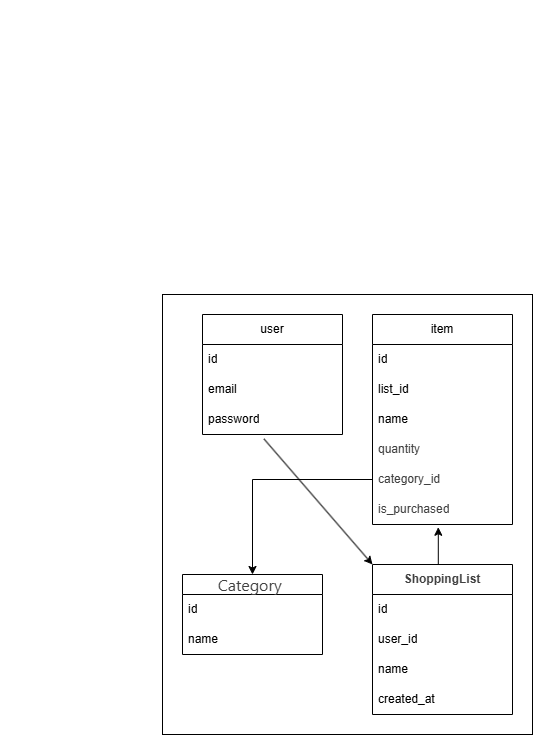 user
id
email
password
item
id
list_id
name
quantity
category_id
is_purchased
Category
id
name
ShoppingList
id
user_id
name
created_at